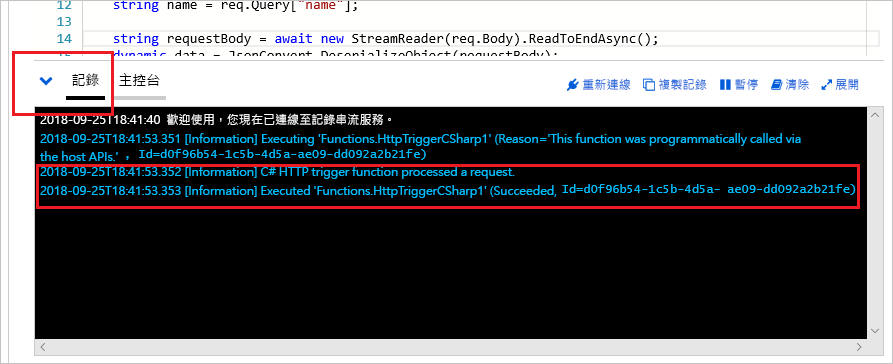 12 string name = req.Query["name"];
13
14 string requestBody = await new StreamReader(req.Body).ReadToEndAsync();
15 dynamic data = JsonConvert.DeserializeObject(requestBody);
記錄 主控台 重新連線 複製記錄 暫停 清除 展開
2018-09-25T18:41:40 歡迎使用，您現在已連線至記錄串流服務。
2018-09-25T18:41:53.351 [Information] Executing 'Functions.HttpTriggerCSharp1' (Reason='This function was programmatically called via
the host APIs.' , Id=d0f96b54-1c5b-4d5a-ae09-dd092a2b21fe)
2018-09-25T18:41:53.352 [Information] C# HTTP trigger function processed a request.
2018-09-25T18:41:53.353 [Information] Executed 'Functions.HttpTriggerCSharp1' (Succeeded, Id=d0f96b54-1c5b-4d5a- ae09-dd092a2b21fe)